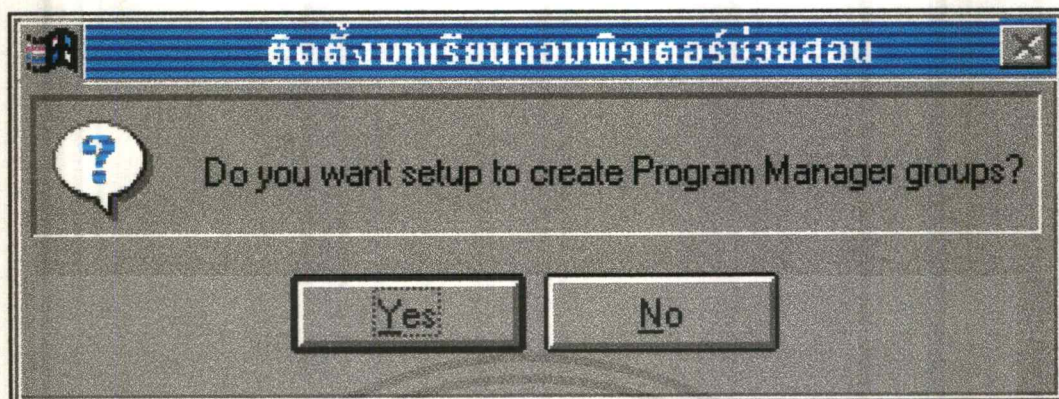 ติดตั้งบทเรียนคอมพิวเตอร์ช่วยสอน
Do you want setup to create Program Manager groups?
Yes
No